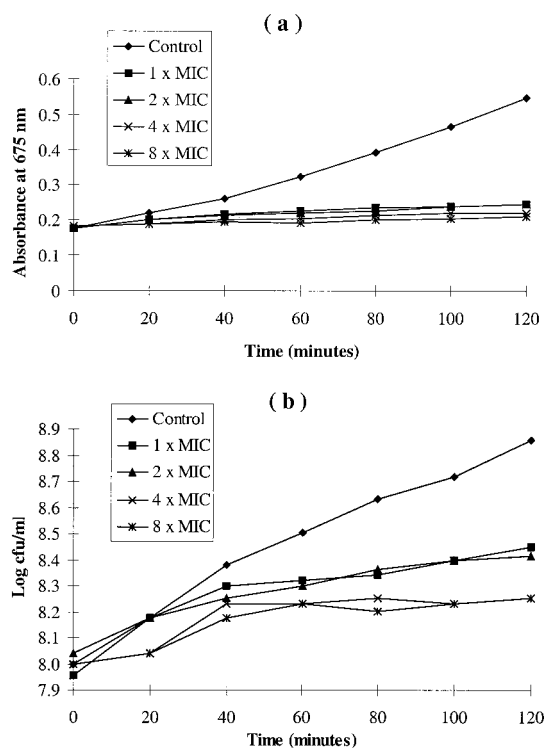 ( a )
Control
1 x MIC
2 x MIC
4 x MIC
8 x MIC
Absorbance at 675 nm
0.6
0.5
0.4
0.3
0.2
0.1
0
0 20 40 60 80 100 120
Time (minutes)
( b )
Control
1 x MIC
2 x MIC
4 x MIC
8 x MIC
Log cfu/ml
8.9
8.8
8.7
8.6
8.5
8.4
8.3
8.2
8.1
8.0
7.9
0 20 40 60 80 100 120
Time (minutes)